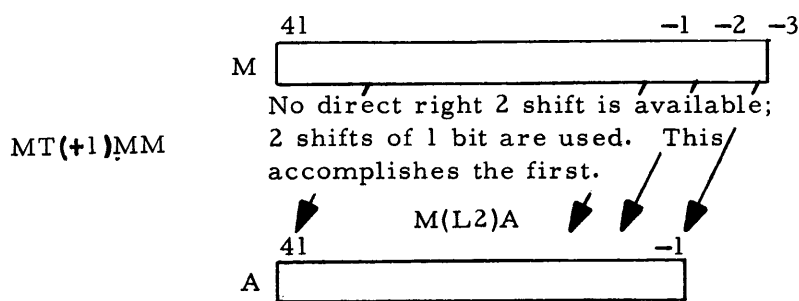 41 −1 −2 −3
M
No direct right 2 shift is available;
MT(+1)MM 2 shifts of 1 bit are used. This
accomplishes the first.
M(L2)A
41 −1
A